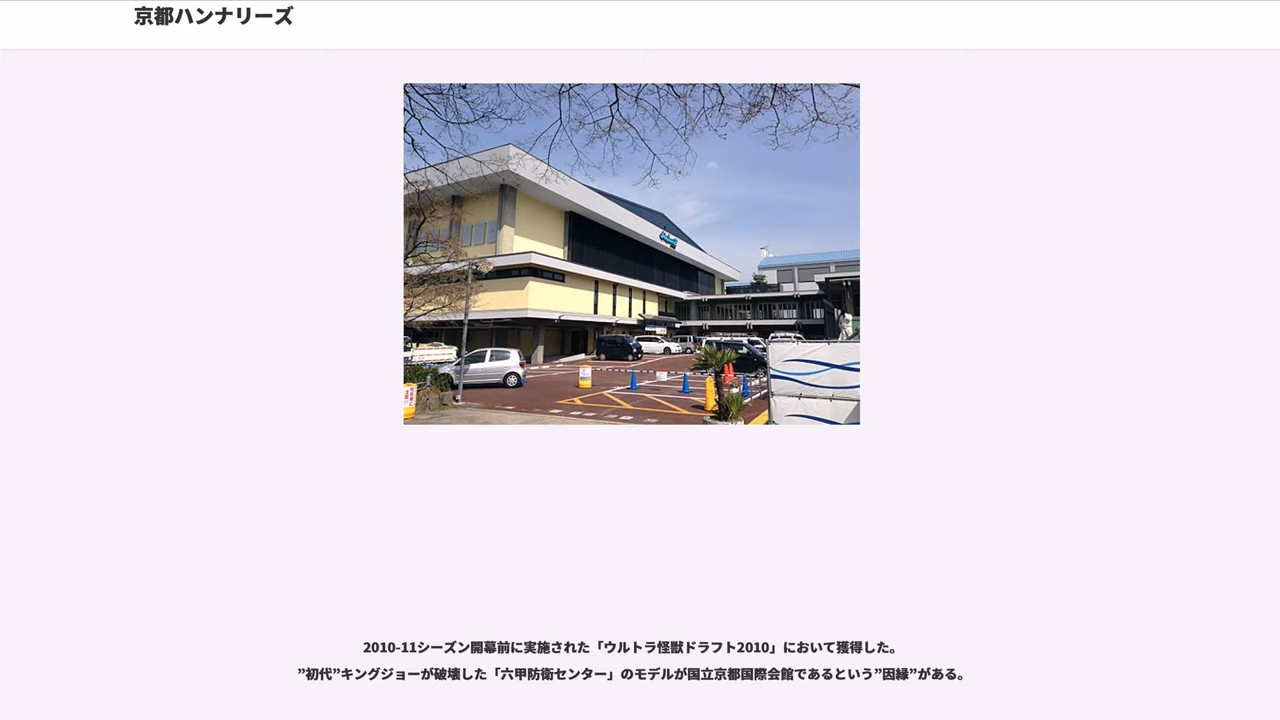 京都ハンナリーズ
2010-11シーズン開幕前に実施された「ウルトラ怪獣ドラフト2010」において獲得した。
”初代”キングジョーが破壊した「六甲防衛センター」のモデルが国立京都国際会館であるという”因縁”がある。